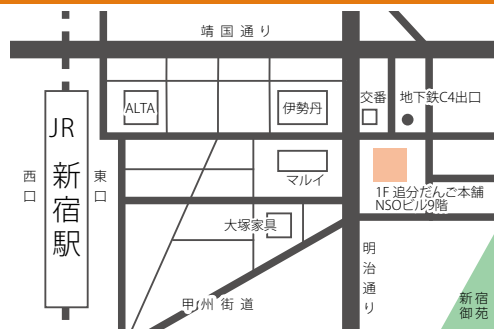 靖国通り
ALTA
伊勢丹
交番
地下鉄C4出口
JR
新宿駅
西口
東口
マルイ
1F 追分だんご本舗
NSOビル9階
大塚家具
明治通り
甲州街道
新宿
御苑